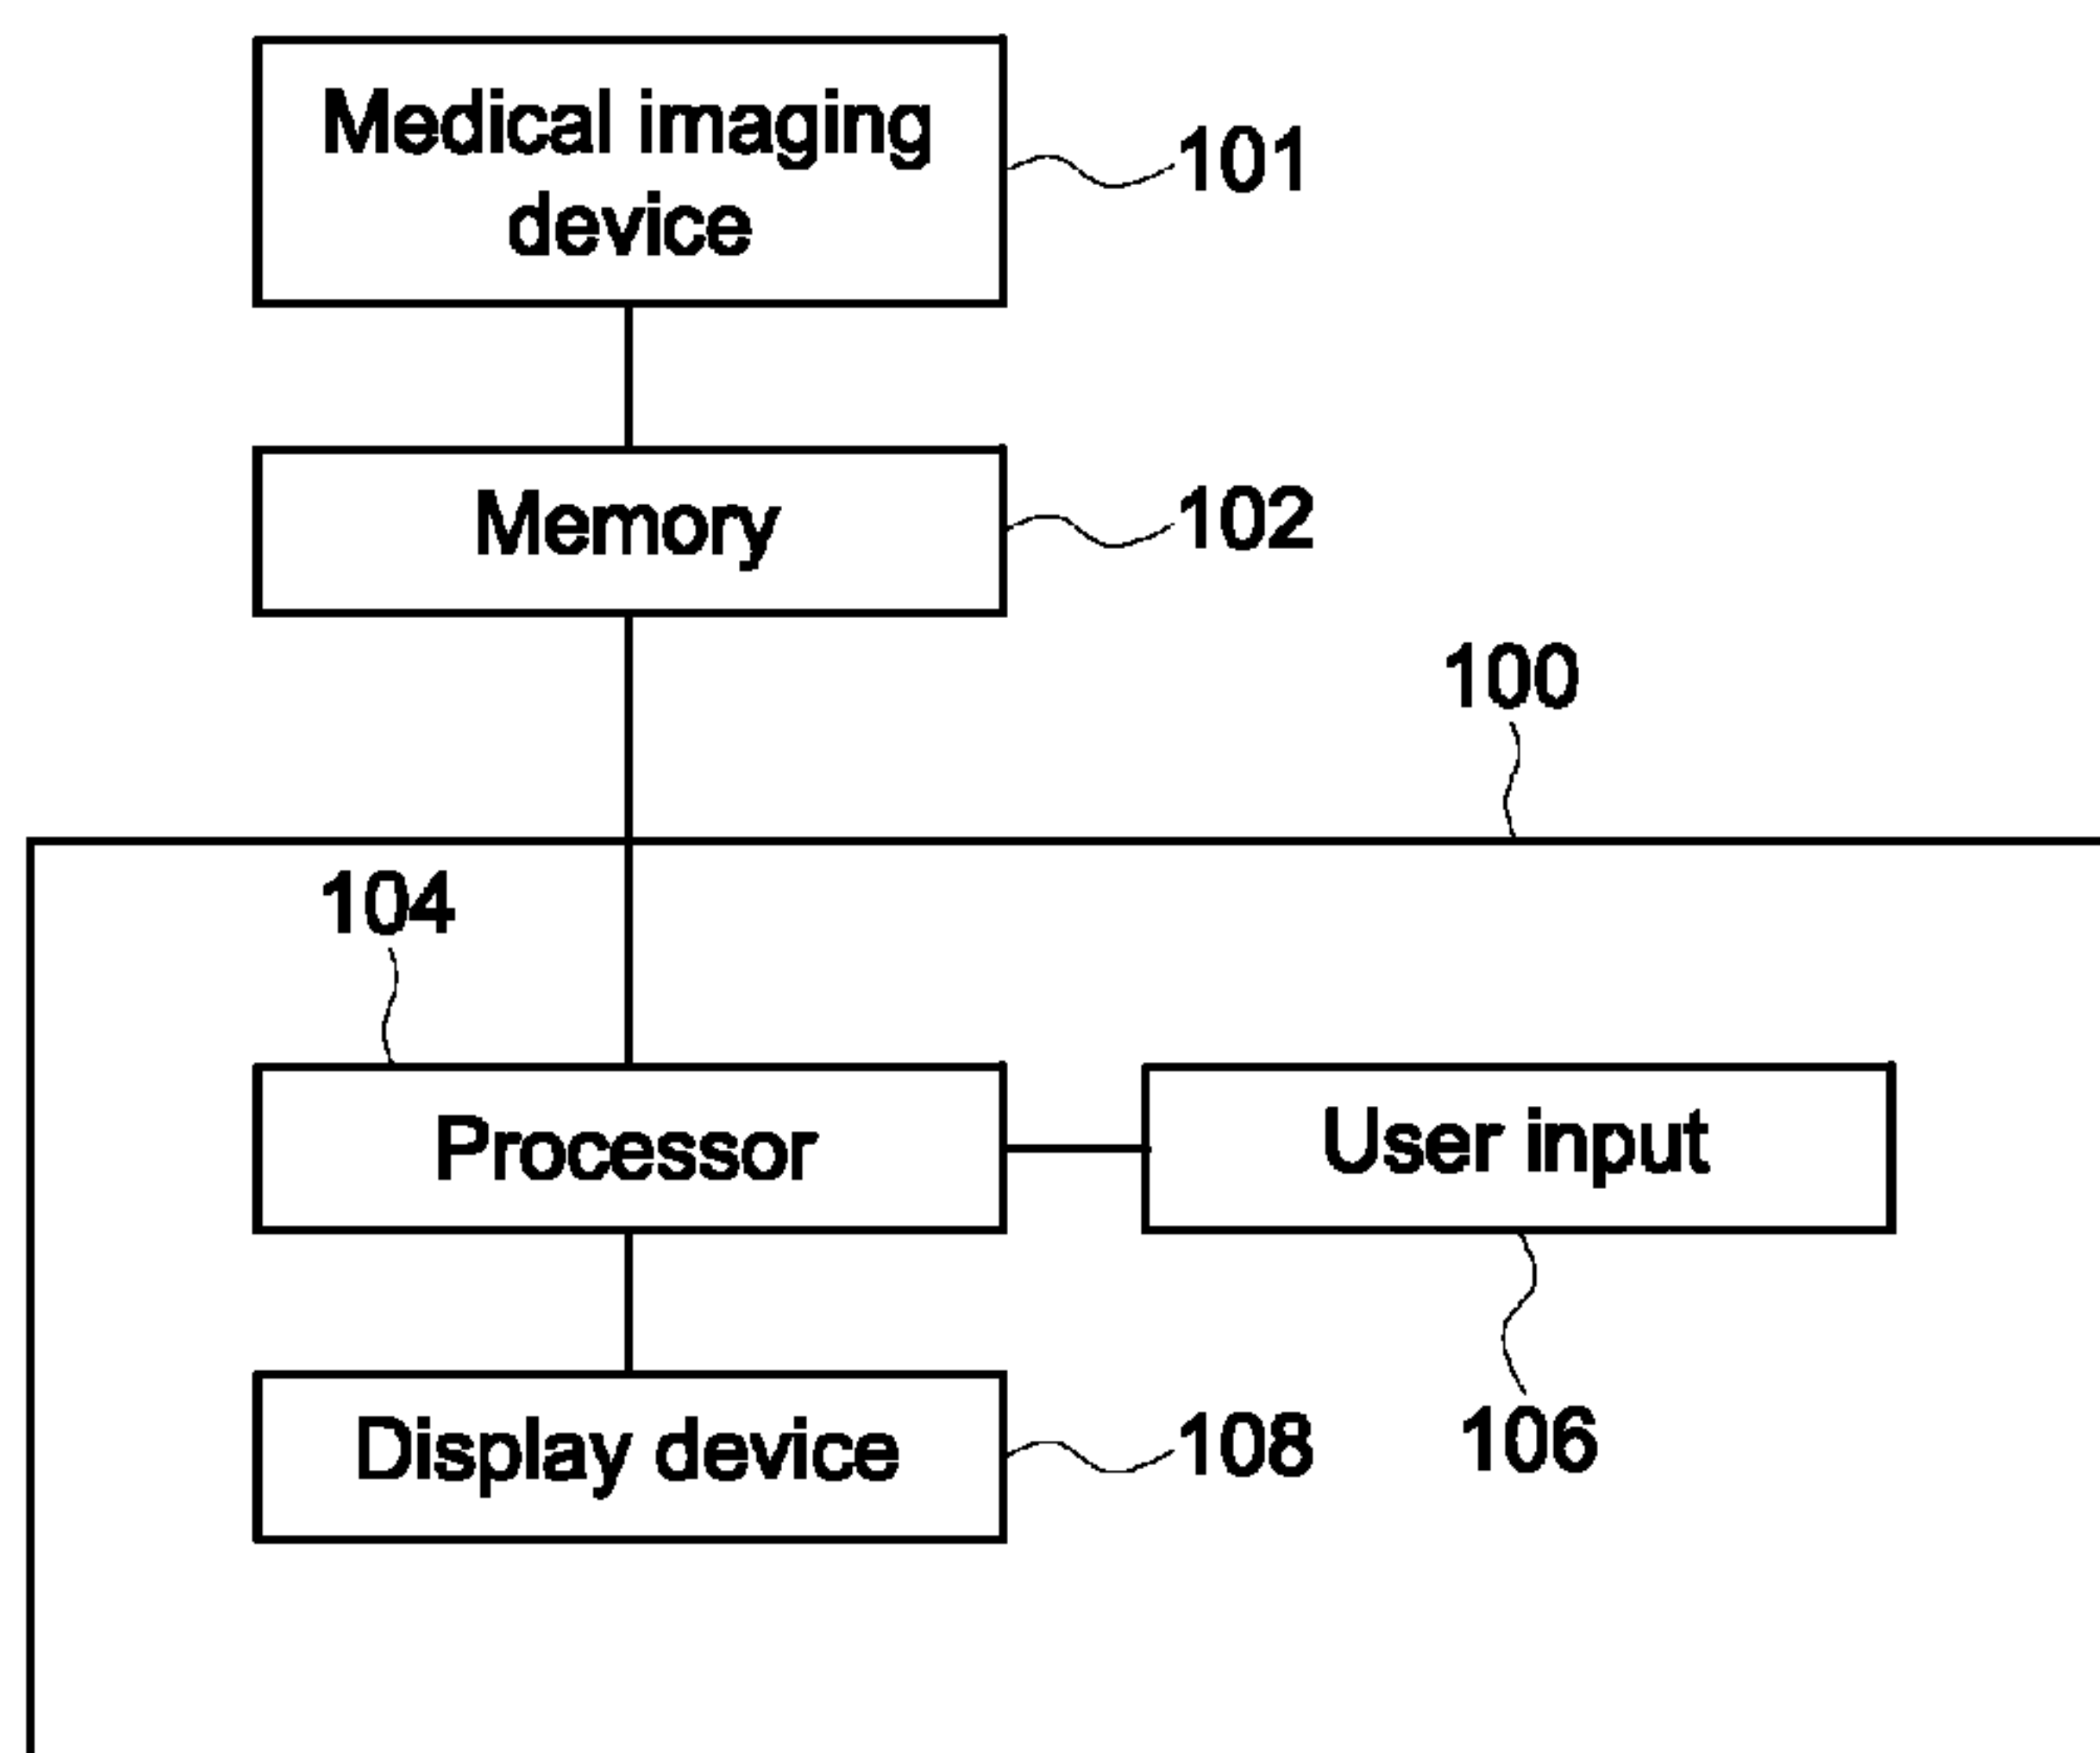 Medical imaging
device
101
Memory
102
100
104
Processor
User input
Display device
108
106